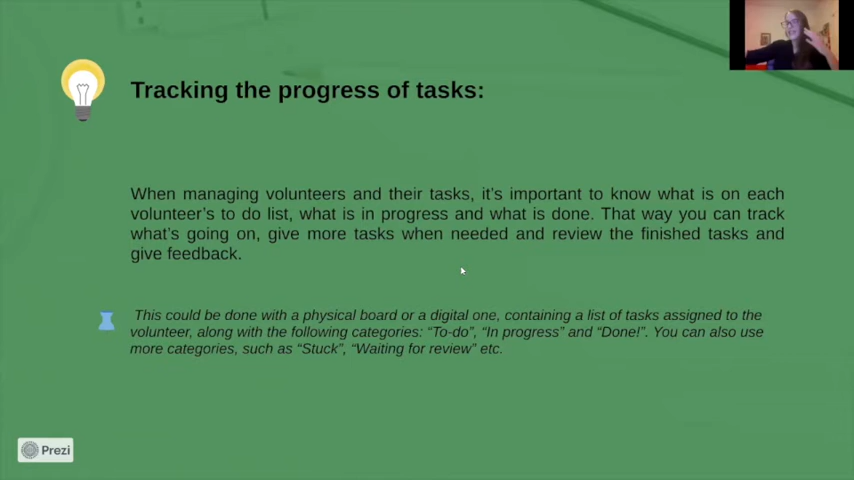 Tracking the progress of tasks:
When managing volunteers and their tasks, it's important to know what is on each
volunteer's to do list, what is in progress and what is done. That way you can track
what's going on, give more tasks when needed and review the finished tasks and
give feedback.
This could be done with a physical board or a digital one, containing a list of tasks assigned to the
volunteer, along with the following categories: “To-do”, “In progress” and “Done!”. You can also use
more categories, such as “Stuck”, “Waiting for review” etc.
Prezi